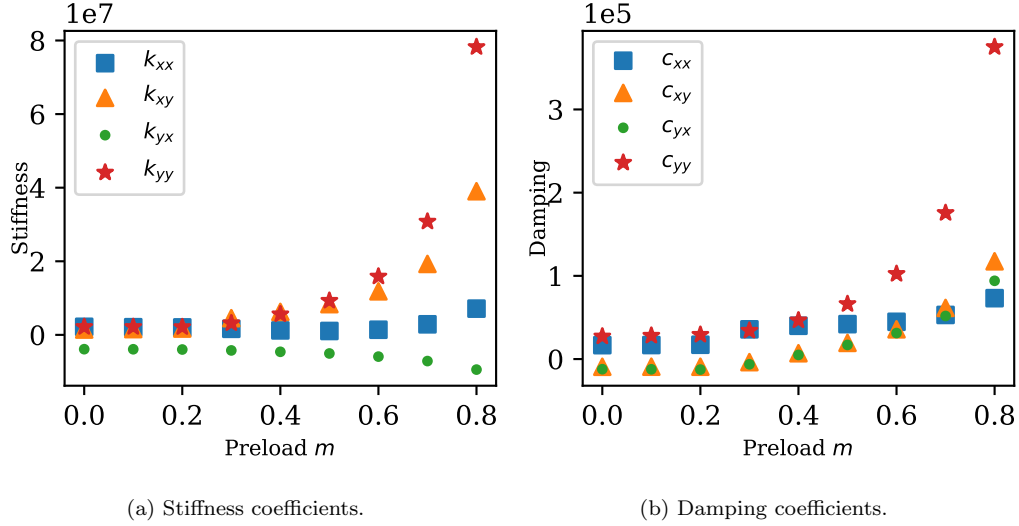 1e7
8
6
4
2
0
Stiffness
k_xx
k_xy
k_yx
k_yy
0.0 0.2 0.4 0.6 0.8
Preload m
(a) Stiffness coefficients.
1e5
3
2
1
0
Damping
c_xx
c_xy
c_yx
c_yy
0.0 0.2 0.4 0.6 0.8
Preload m
(b) Damping coefficients.